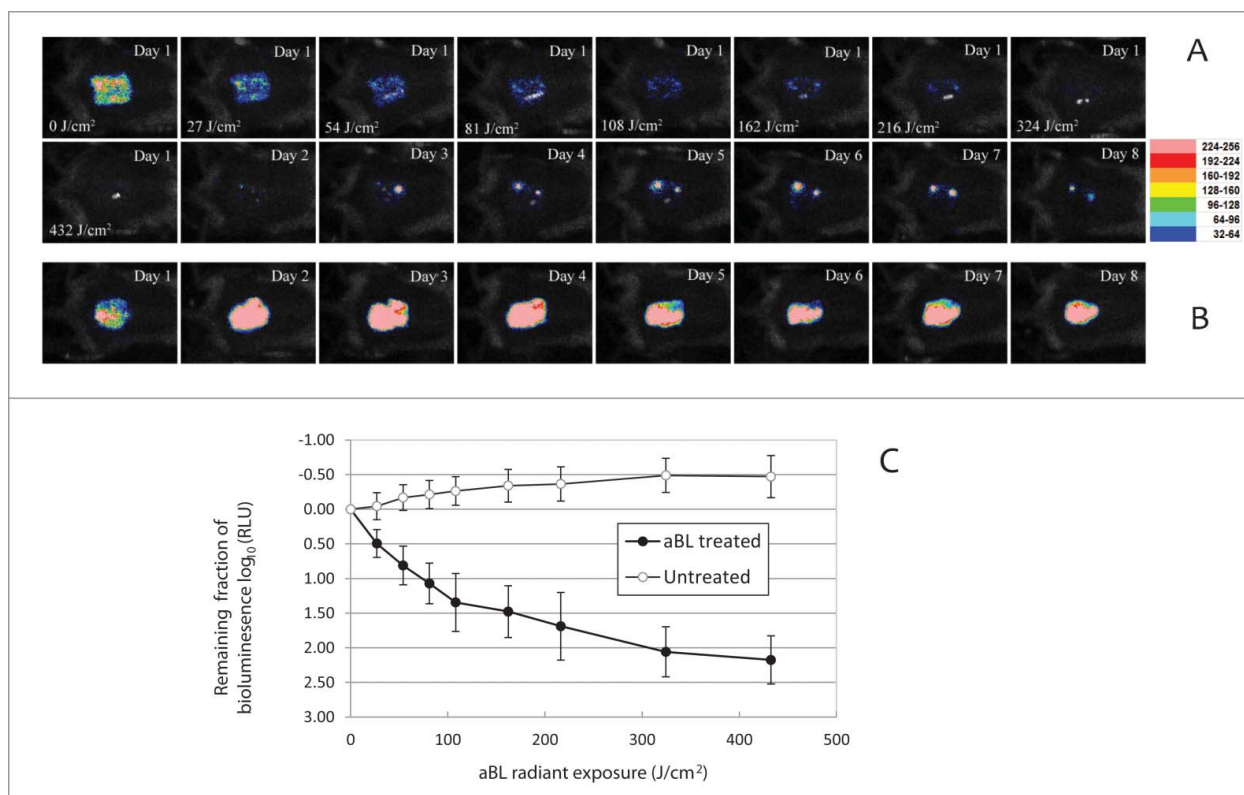 A
Day 1 Day 1 Day 1 Day 1 Day 1 Day 1 Day 1 Day 1
0 J/cm² 27 J/cm² 54 J/cm² 81 J/cm² 108 J/cm² 162 J/cm² 216 J/cm² 324 J/cm²
Day 1 Day 2 Day 3 Day 4 Day 5 Day 6 Day 7 Day 8
432 J/cm²
224-256
192-224
160-192
128-160
96-128
64-96
32-64
Day 1 Day 2 Day 3 Day 4 Day 5 Day 6 Day 7 Day 8
B
C
Remaining fraction of
bioluminesence log₁₀ (RLU)
-1.00
-0.50
0.00
0.50
1.00
1.50
2.00
2.50
3.00
aBL treated
Untreated
0 100 200 300 400 500
aBL radiant exposure (J/cm²)